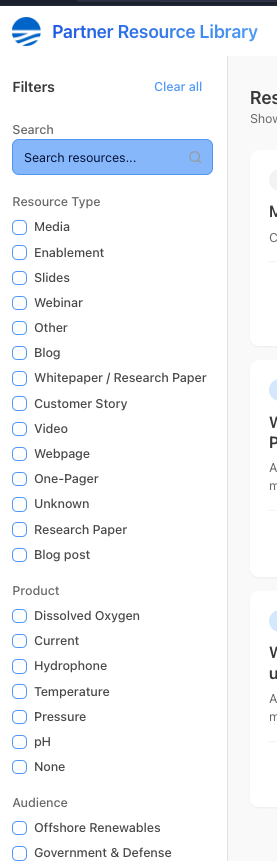 Partner Resource Library
Filters
Clear all
Search
Search resources...
Resource Type
Media
Enablement
Slides
Webinar
Other
Blog
Whitepaper / Research Paper
Customer Story
Video
Webpage
One-Pager
Unknown
Research Paper
Blog post
Product
Dissolved Oxygen
Current
Hydrophone
Temperature
Pressure
pH
None
Audience
Offshore Renewables
Government & Defense